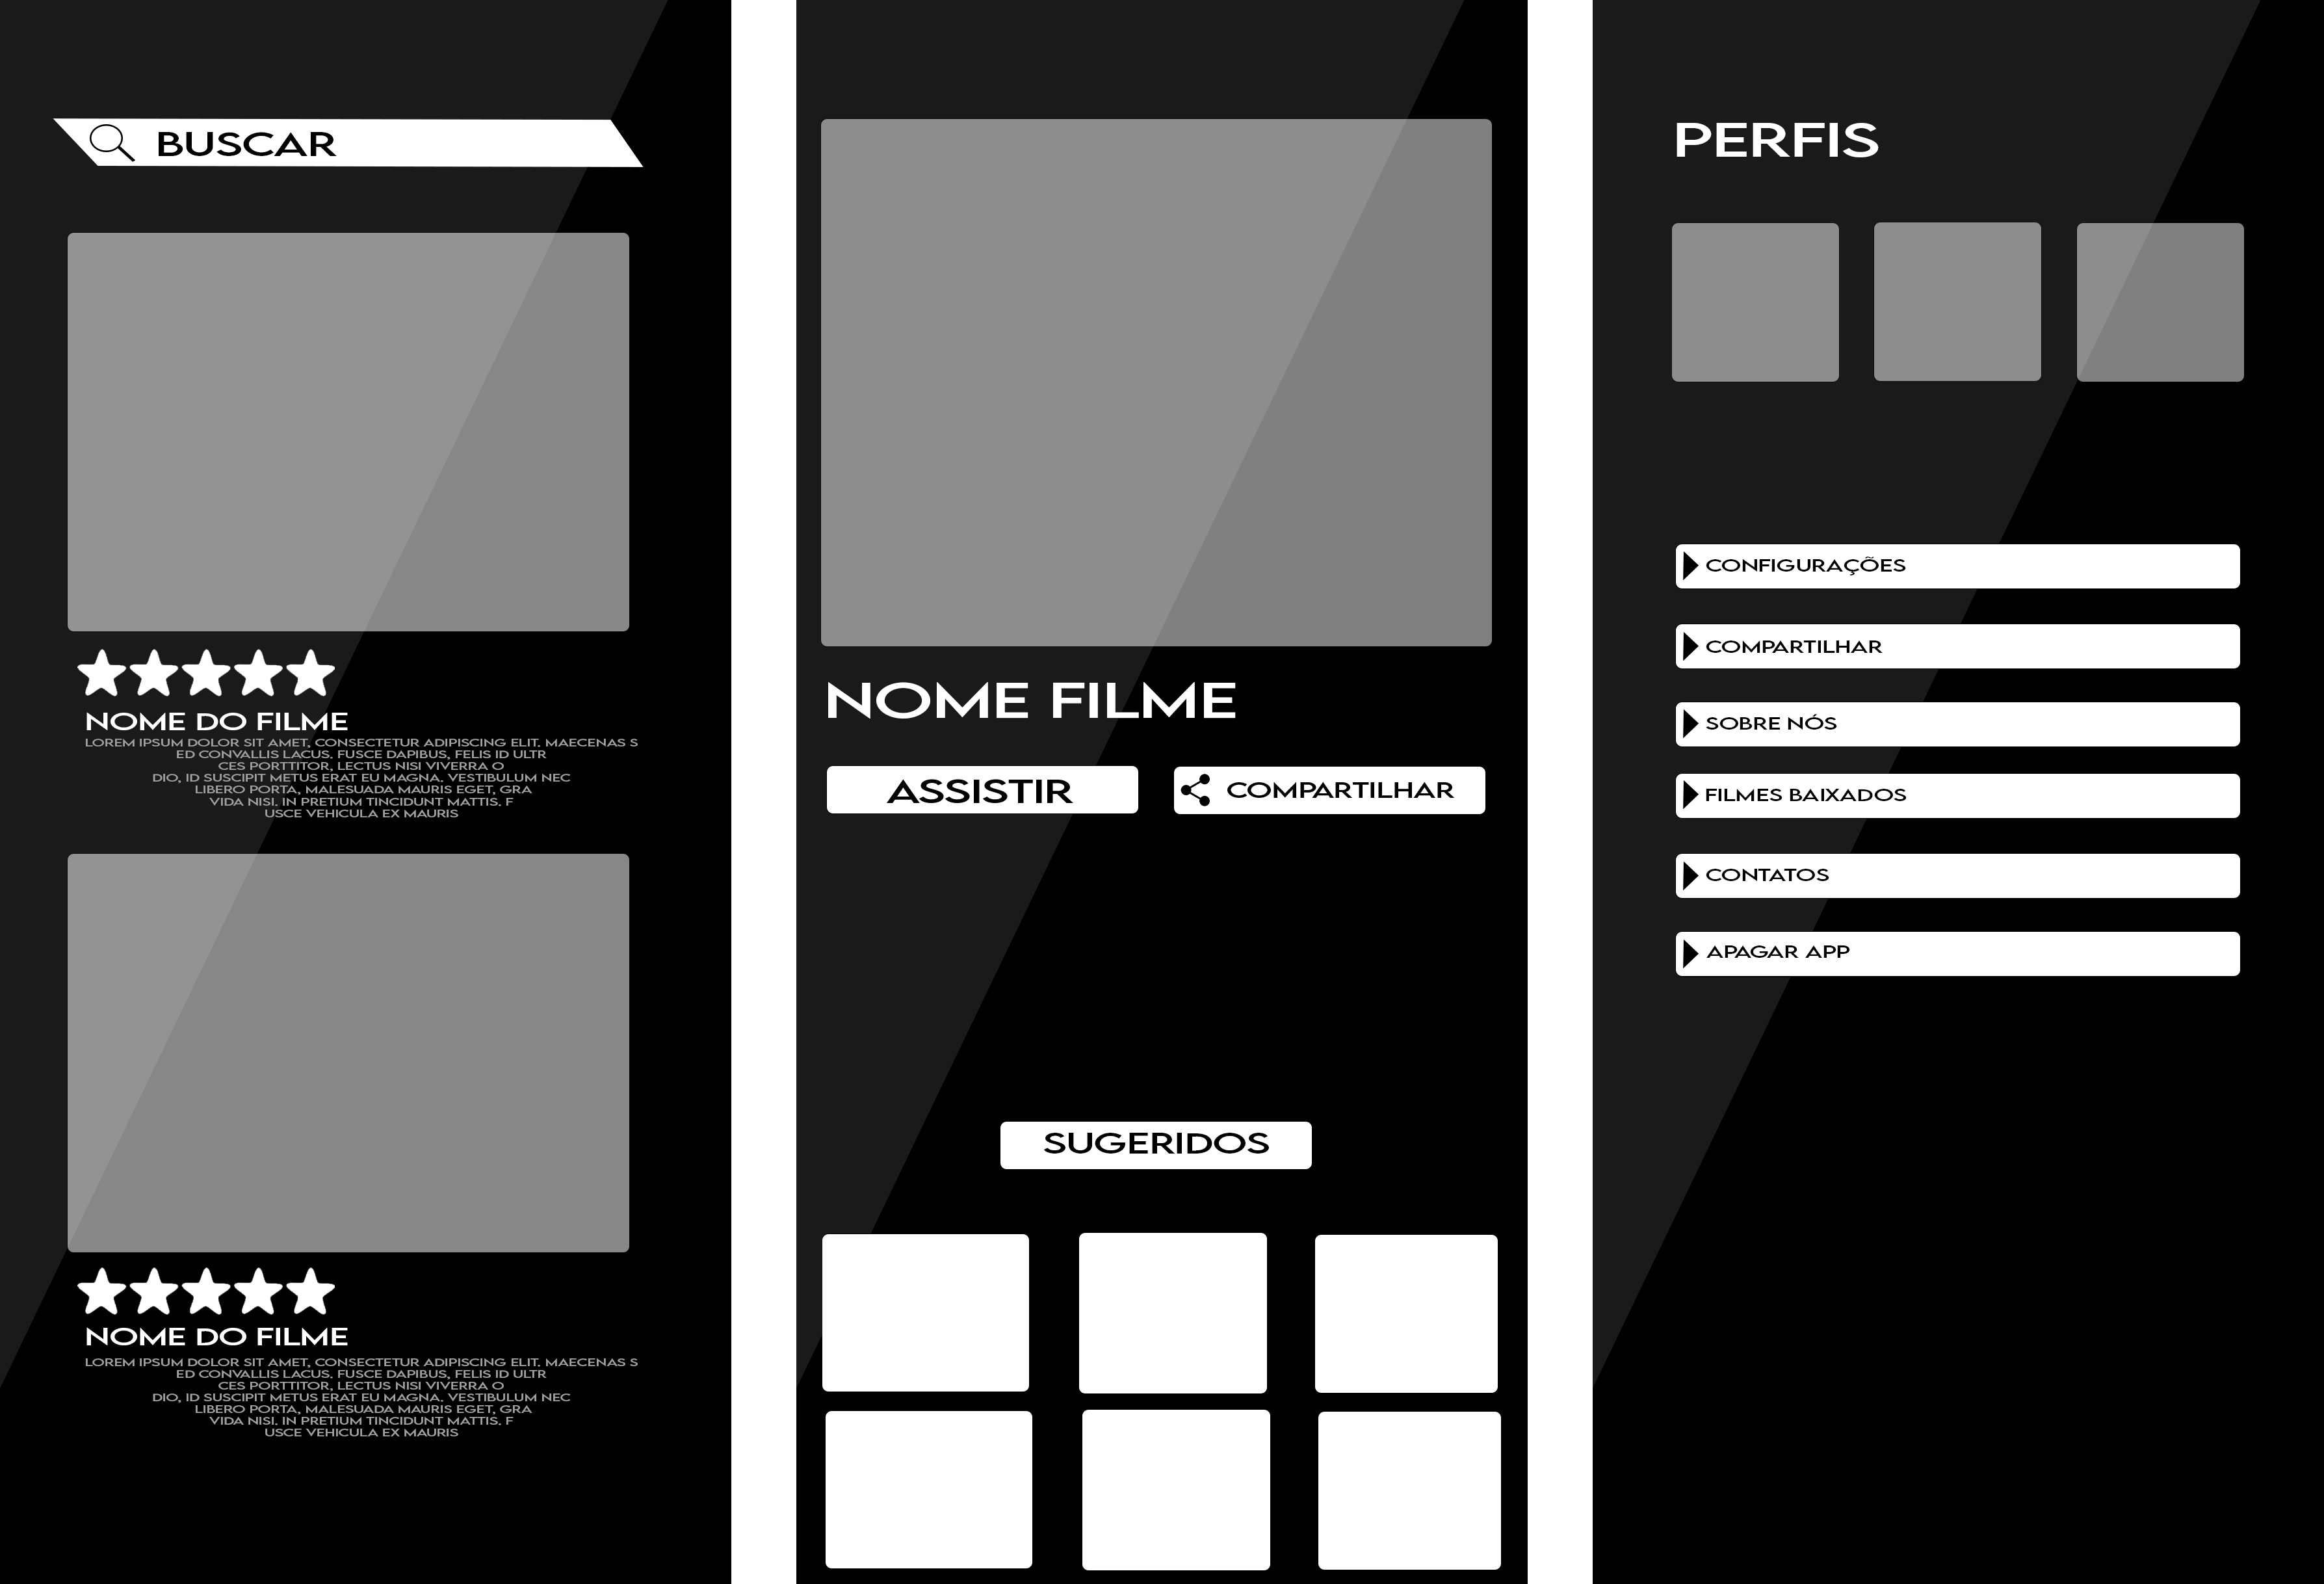 BUSCAR
NOME DO FILME
LOREM IPSUM DOLOR SIT AMET, CONSECTETUR ADIPISCING ELIT. MAECENAS S
ED CONVALLIS LACUS. FUSCE DAPIBUS, FELIS ID ULTR
CES PORTTITOR, LECTUS NISI VIVERRA O
DIO, ID SUSCIPIT METUS ERAT EU MAGNA. VESTIBULUM NEC
LIBERO PORTA, MALESUADA MAURIS EGET, GRA
VIDA NISI. IN PRETIUM TINCIDUNT MATTIS. F
USCE VEHICULA EX MAURIS
NOME DO FILME
LOREM IPSUM DOLOR SIT AMET, CONSECTETUR ADIPISCING ELIT. MAECENAS S
ED CONVALLIS LACUS. FUSCE DAPIBUS, FELIS ID ULTR
CES PORTTITOR, LECTUS NISI VIVERRA O
DIO, ID SUSCIPIT METUS ERAT EU MAGNA. VESTIBULUM NEC
LIBERO PORTA, MALESUADA MAURIS EGET, GRA
VIDA NISI. IN PRETIUM TINCIDUNT MATTIS. F
USCE VEHICULA EX MAURIS
NOME FILME
ASSISTIR
COMPARTILHAR
SUGERIDOS
PERFIS
CONFIGURAÇÕES
COMPARTILHAR
SOBRE NÓS
FILMES BAIXADOS
CONTATOS
APAGAR APP